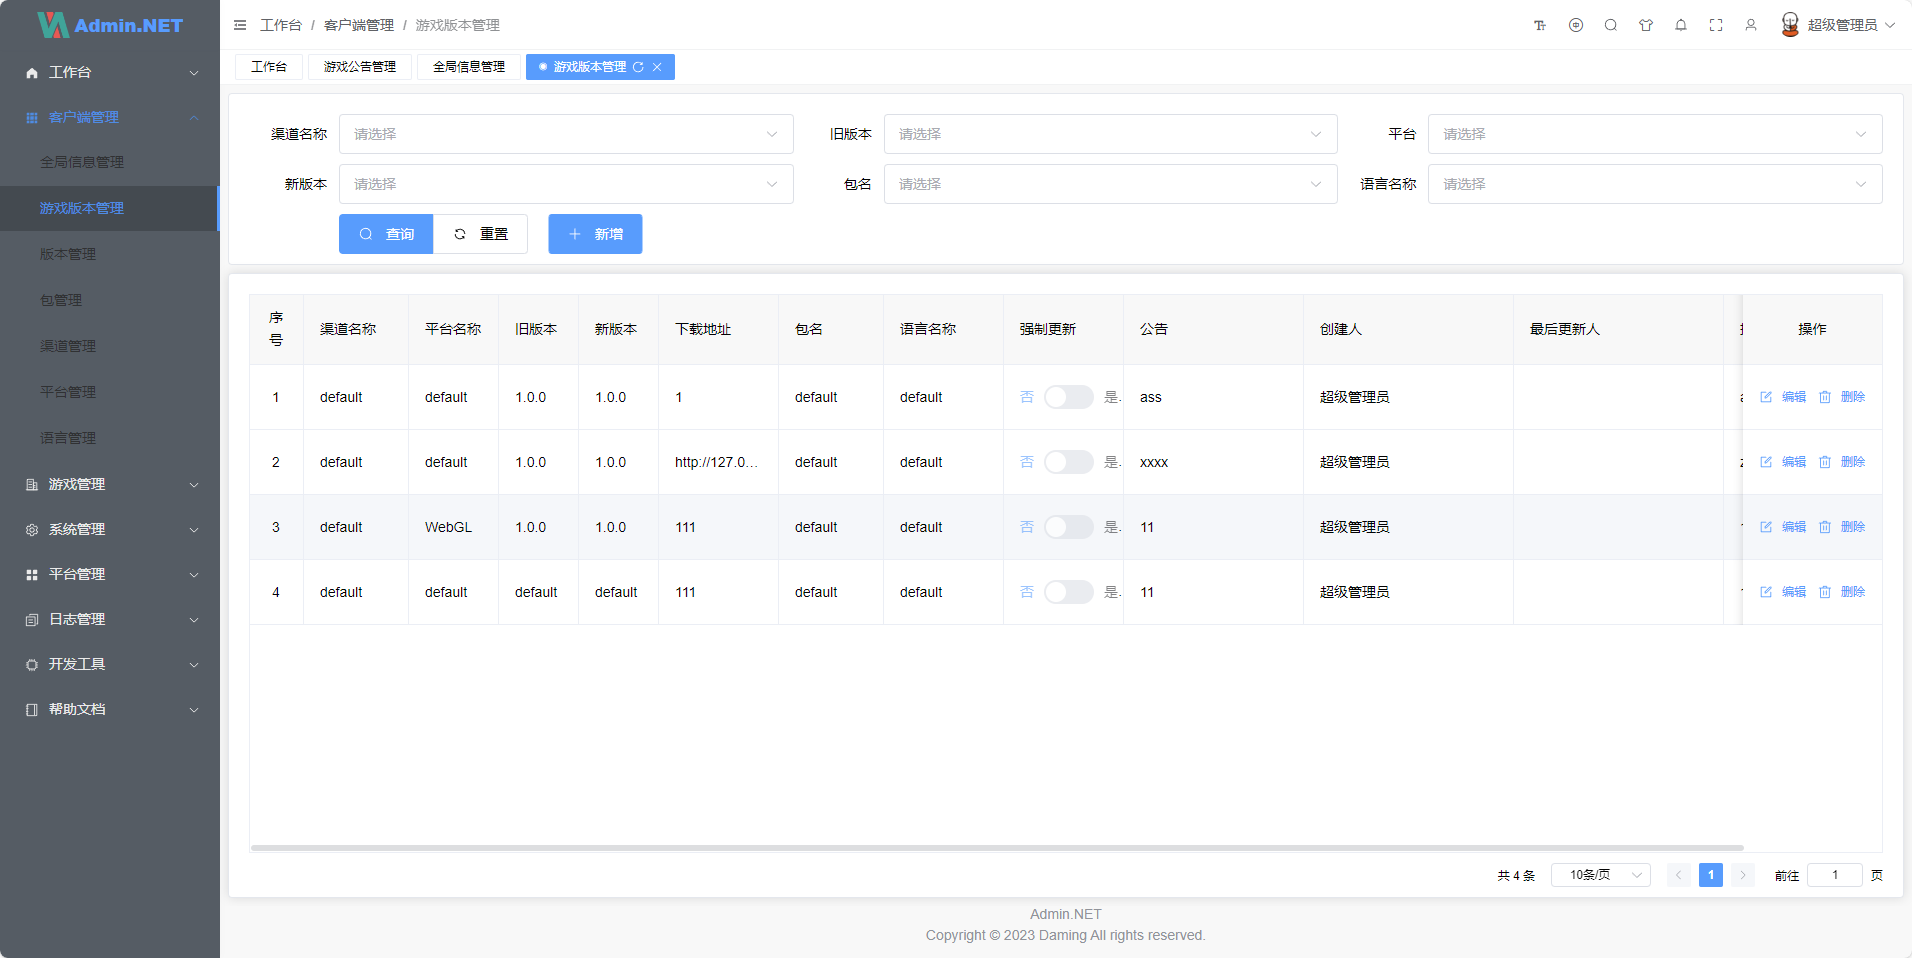 Admin.NET
工作台
客户端管理
全局信息管理
游戏版本管理
版本管理
包管理
渠道管理
平台管理
语言管理
游戏管理
系统管理
平台管理
日志管理
开发工具
帮助文档
工作台 / 客户端管理 / 游戏版本管理
超级管理员
工作台 游戏公告管理 全局信息管理 游戏版本管理
渠道名称 请选择 旧版本 请选择 平台 请选择
新版本 请选择 包名 请选择 语言名称 请选择
查询 重置 新增
序号 渠道名称 平台名称 旧版本 新版本 下载地址 包名 语言名称 强制更新 公告 创建人 最后更新人 操作
1 default default 1.0.0 1.0.0 1 default default 否 是. ass 超级管理员 编辑 删除
2 default default 1.0.0 1.0.0 http://127.0... default default 否 是. xxxx 超级管理员 编辑 删除
3 default WebGL 1.0.0 1.0.0 111 default default 否 是. 11 超级管理员 编辑 删除
4 default default default default 111 default default 否 是. 11 超级管理员 编辑 删除
共 4 条 10条/页 1 前往 1 页
Admin.NET
Copyright © 2023 Daming All rights reserved.